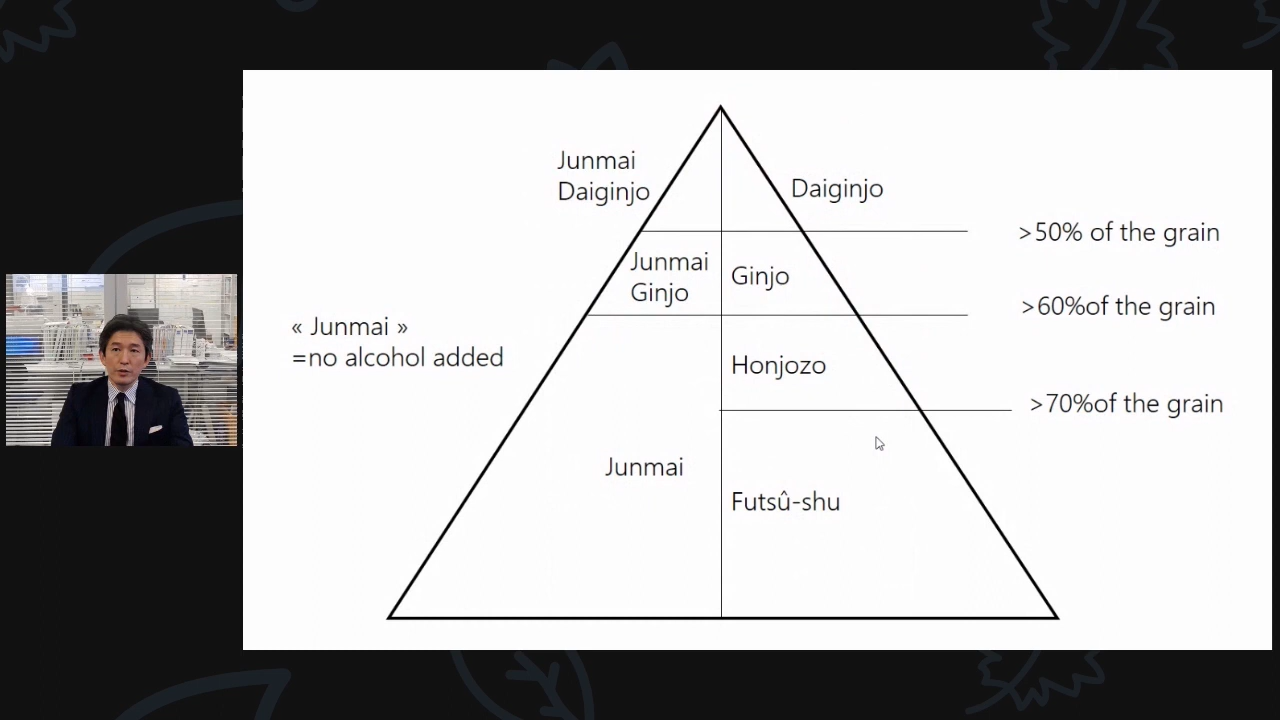 Junmai
Daiginjo
Daiginjo
>50% of the grain
Junmai
Ginjo
Ginjo
>60%of the grain
« Junmai »
=no alcohol added
Honjozo
>70%of the grain
Junmai
Futsû-shu